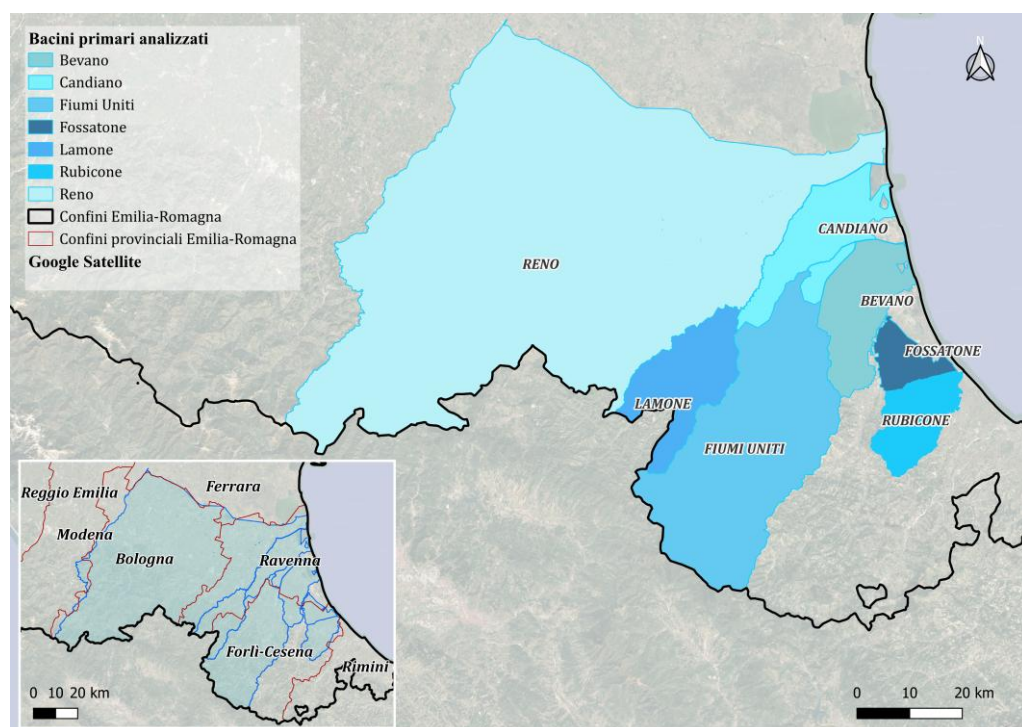 Bacini primari analizzati
Bevano
Candiano
Fiumi Uniti
Fossatone
Lamone
Rubicone
Reno
Confini Emilia-Romagna
Confini provinciali Emilia-Romagna
Google Satellite
N
CANDIANO
RENO
BEVANO
FOSSATONE
LAMONE
RUBICONE
FIUMI UNITI
Reggio Emilia
Ferrara
Modena
Bologna
Ravenna
Forlì-Cesena
Rimini
0 10 20 km
0 10 20 km